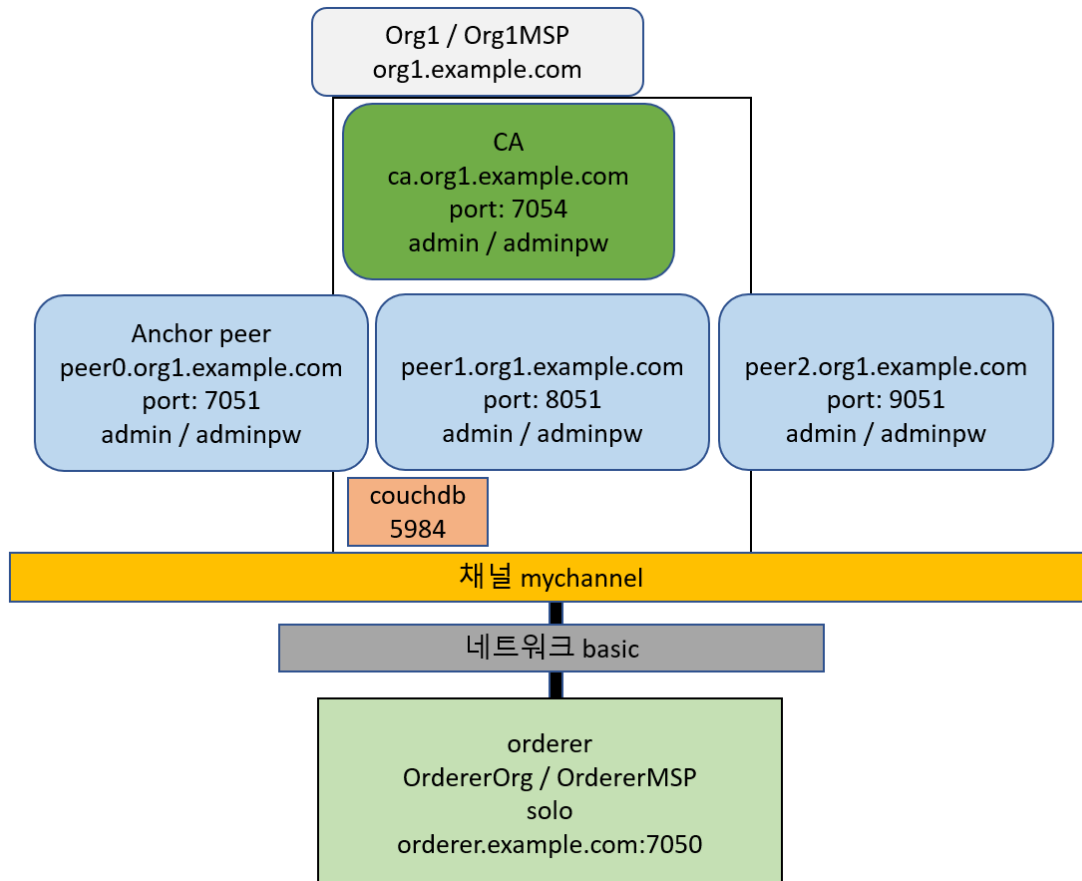 Org1 / Org1MSP
org1.example.com
CA
ca.org1.example.com
port: 7054
admin / adminpw
Anchor peer
peer0.org1.example.com
port: 7051
admin / adminpw
peer1.org1.example.com
port: 8051
admin / adminpw
peer2.org1.example.com
port: 9051
admin / adminpw
couchdb
5984
채널 mychannel
네트워크 basic
orderer
OrdererOrg / OrdererMSP
solo
orderer.example.com:7050